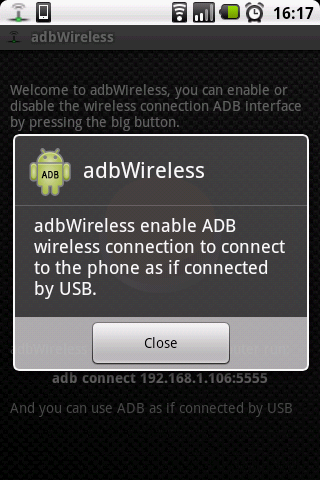 16:17
adbWireless
Welcome to adbWireless, you can enable or
disable the wireless connection ADB interface
by pressing the big button.
ADB
adbWireless
adbWireless enable ADB
wireless connection to connect
to the phone as if connected
by USB.
Close
adb connect 192.168.1.106:5555
And you can use ADB as if connected by USB